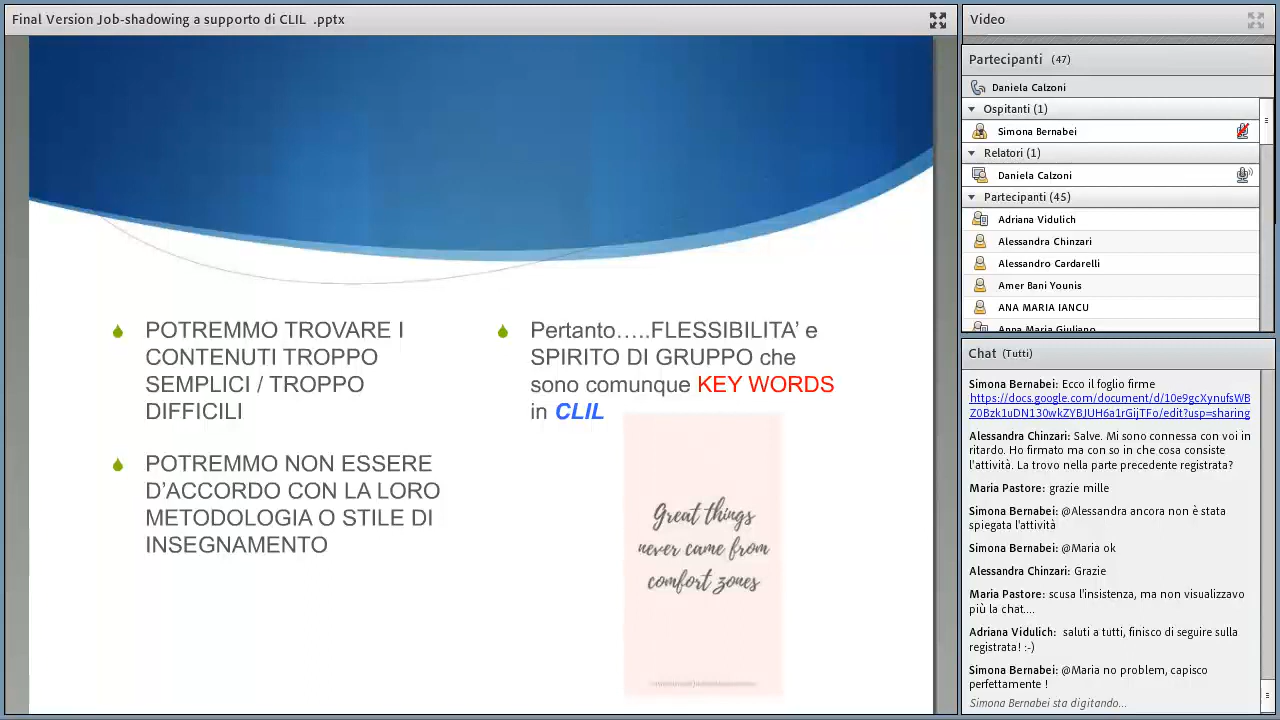 Final Version Job-shadowing a supporto di CLIL .pptx
POTREMMO TROVARE I
CONTENUTI TROPPO
SEMPLICI / TROPPO
DIFFICILI
POTREMMO NON ESSERE
D'ACCORDO CON LA LORO
METODOLOGIA O STILE DI
INSEGNAMENTO
Pertanto.….FLESSIBILITA' e
SPIRITO DI GRUPPO che
sono comunque KEY WORDS
in CLIL
Great things
never came from
comfort zones
Video
Partecipanti (47)
Daniela Calzoni
Ospitanti (1)
Simona Bernabei
Relatori (1)
Daniela Calzoni
Partecipanti (45)
Adriana Vidulich
Alessandra Chinzari
Alessandro Cardarelli
Amer Bani Younis
ANA MARIA IANCU
Anna Maria Giuliano
Chat (Tutti)
Simona Bernabei: Ecco il foglio firme
https://docs.google.com/document/d/10e9gcXynufsWB
Z0Bzk1uDN130wkZYBJUH6a1rGijTFo/edit?usp=sharing
Alessandra Chinzari: Salve. Mi sono connessa con voi in
ritardo. Ho firmato ma con so in che cosa consiste
l'attività. La trovo nella parte precedente registrata?
Maria Pastore: grazie mille
Simona Bernabei: @Alessendra ancora non è stata
spiegata l'attività
Simona Bernabei: @Maria ok
Alessandra Chinzari: Grazie
Maria Pastore: scusa l'insistenza, ma non visualizzavo
più la chat....
Adriana Vidulich: saluti a tutti, finisco di seguire sulla
registrata! :-)
Simona Bernabei: @Maria no problem, capisco
perfettamente !
Simona Bernabei sta digitando...